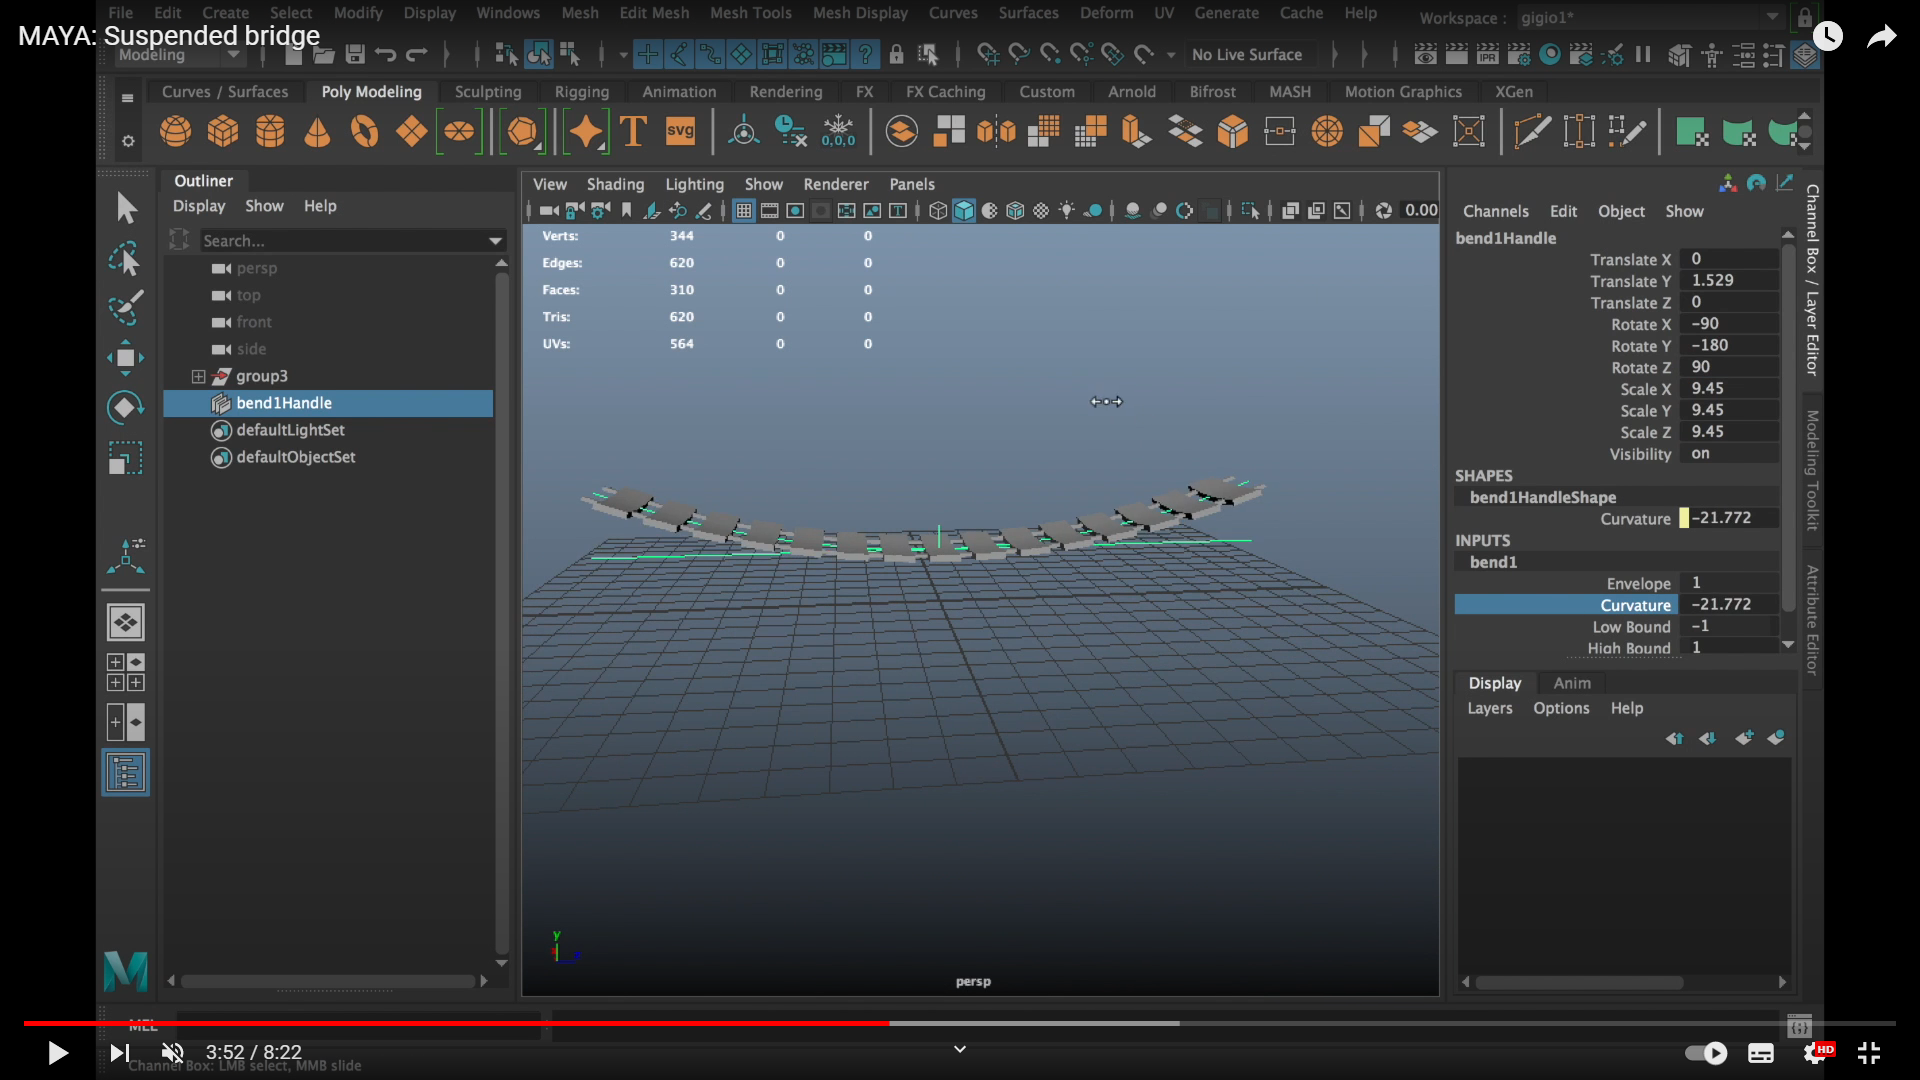 File Edit Create Select Modify Display Windows Mesh Edit Mesh Mesh Tools Mesh Display Curves Surfaces Deform UV Generate Cache Help Workspace : gigio1*
MAYA: Suspended bridge
Modeling No Live Surface
Curves / Surfaces Poly Modeling Sculpting Rigging Animation Rendering FX FX Caching Custom Arnold Bifrost MASH Motion Graphics XGen
IPR
T svg 0,0,0
Outliner
Display Show Help
Search...
persp
top
front
side
group3
bend1Handle
defaultLightSet
defaultObjectSet
View Shading Lighting Show Renderer Panels
0.00
Verts: 344 0 0
Edges: 620 0 0
Faces: 310 0 0
Tris: 620 0 0
UVs: 564 0 0
y
persp
Channels Edit Object Show
bend1Handle
Translate X 0
Translate Y 1.529
Translate Z 0
Rotate X -90
Rotate Y -180
Rotate Z 90
Scale X 9.45
Scale Y 9.45
Scale Z 9.45
Visibility on
SHAPES
bend1HandleShape
Curvature -21.772
INPUTS
bend1
Envelope 1
Curvature -21.772
Low Bound -1
High Bound 1
Display Anim
Layers Options Help
Channel Box / Layer Editor
Modeling Toolkit
Attribute Editor
M
MEL
3:52 / 8:22
HD
Channel Box: LMB select, MMB slide